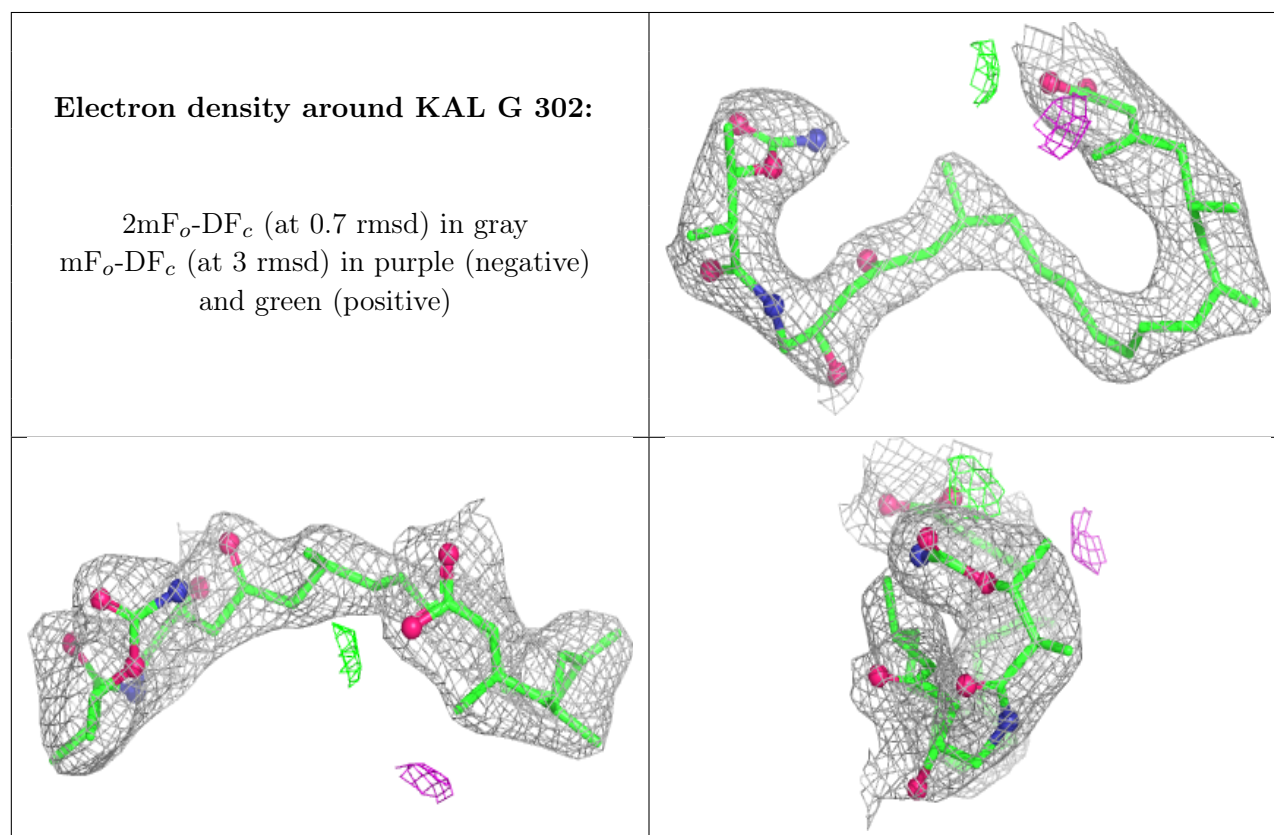 Electron density around KAL G 302:
2mFo-DFc (at 0.7 rmsd) in gray
mFo-DFc (at 3 rmsd) in purple (negative)
and green (positive)